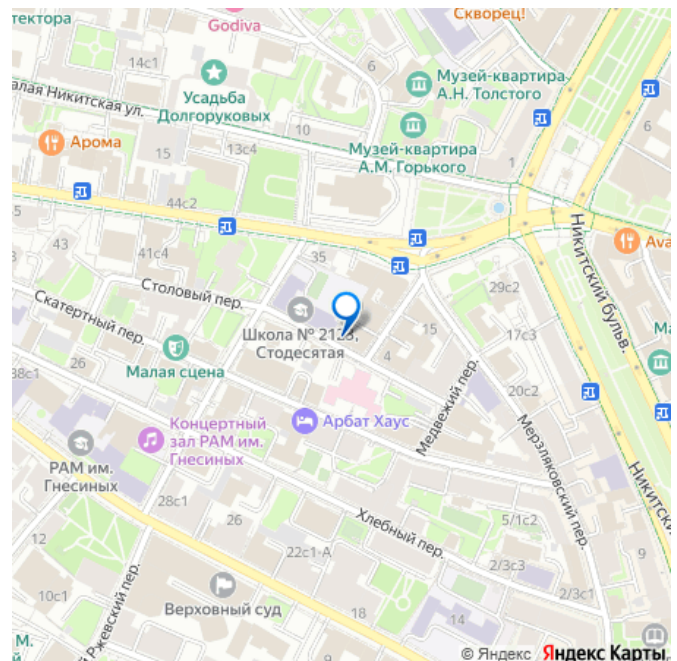 тектора
Godiva
Скворец!
14с1
6
Музей-квартира
А.Н. Толстого
Усадьба
Долгоруковых
алая Никитская ул.
10
6
Арома
15
13с4
Музей-квартира
А.М. Горького
1
5
44с2
Ava
43
41с4
35
Никитский бульв.
29с2
Столовый пер.
Скатертный пер.
Школа № 2123,
Стодесятая
15
17с3
Ма
4
Малая сцена
38с1
26
20с2
Медвежий пер.
Арбат Хаус
Концертный
зал РАМ им.
Гнесиных
Мерзляковский пер.
РАМ им.
Гнесиных
Никитски
28с1
26
Хлебный пер.
5/1с2
12
22с1-А
9
2/3с3
10с1
Верховный суд
2/3с1
18
14
й Ржевский пер.
М.
й
© Яндекс Яндекс Карты